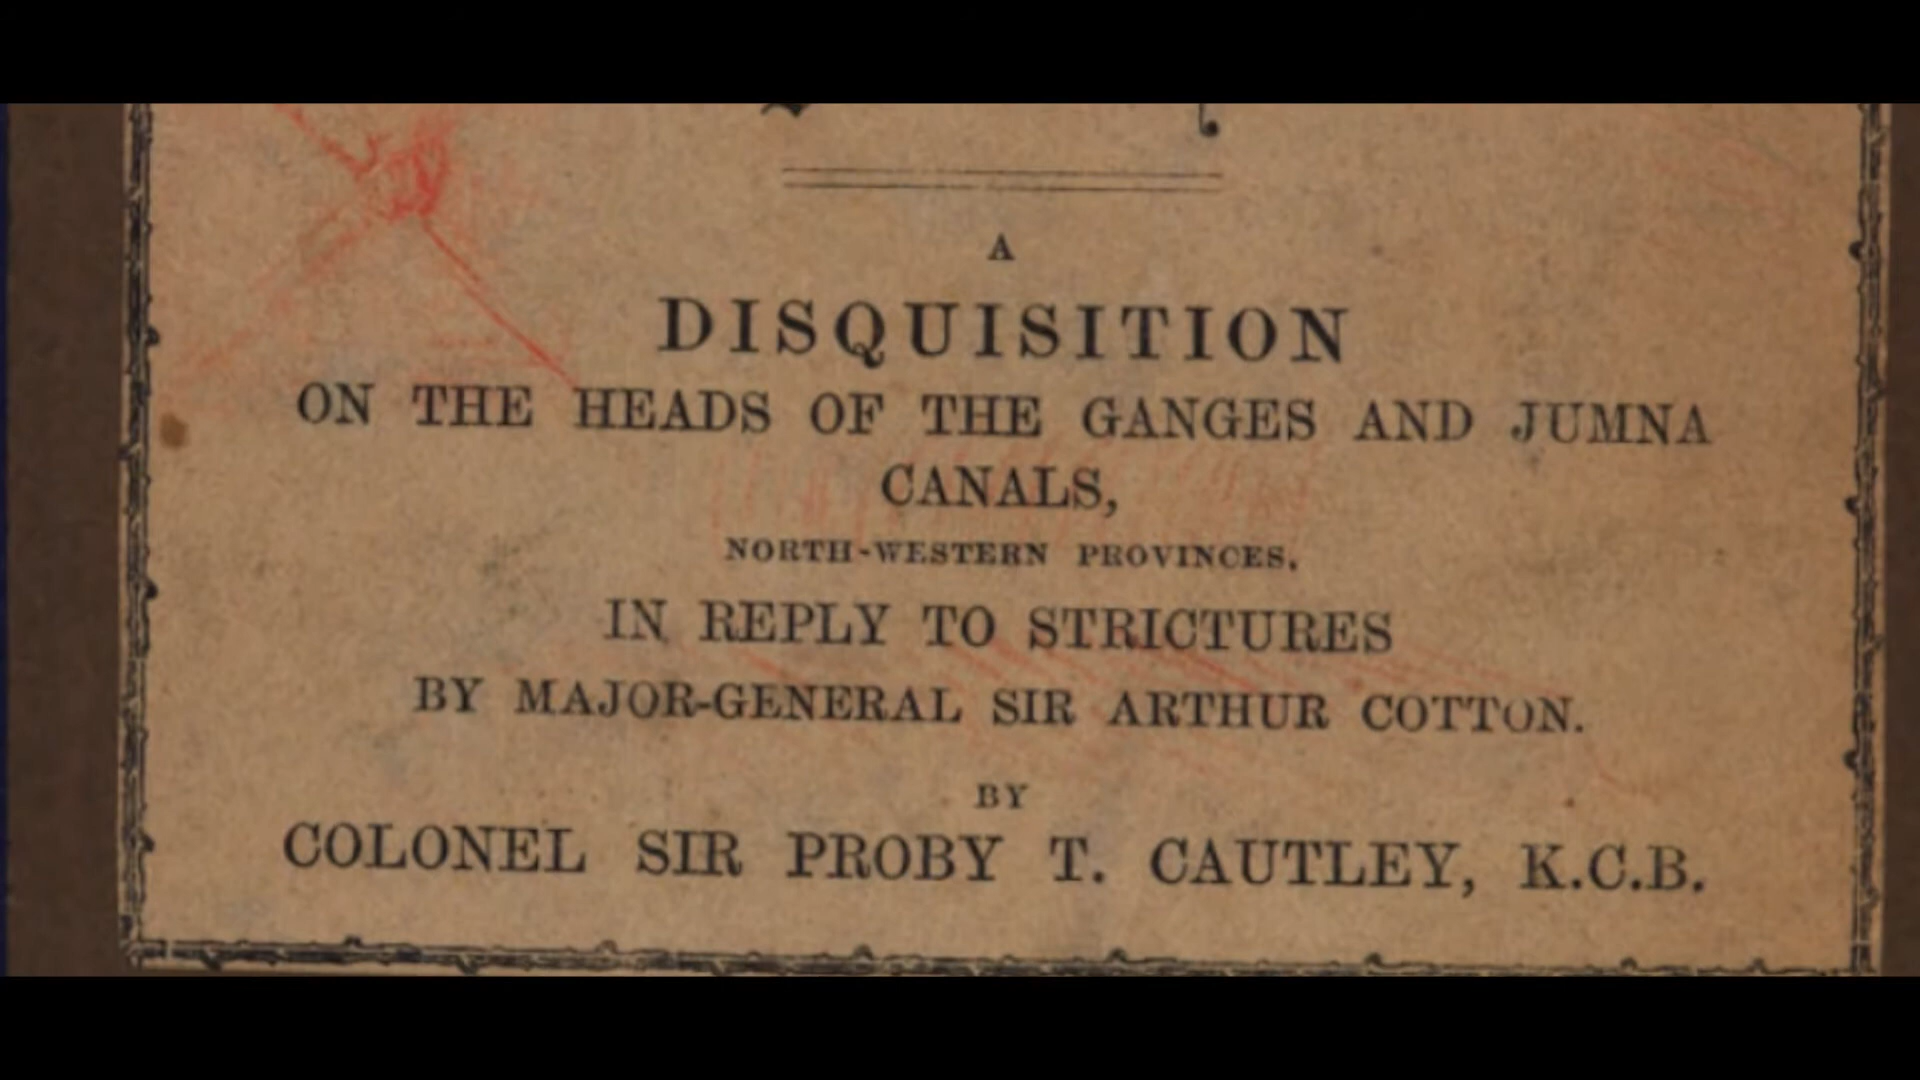 A
DISQUISITION
ON THE HEADS OF THE GANGES AND JUMNA
CANALS,
NORTH-WESTERN PROVINCES.
IN REPLY TO STRICTURES
BY MAJOR-GENERAL SIR ARTHUR COTTON.
BY
COLONEL SIR PROBY T. CAUTLEY, K.C.B.